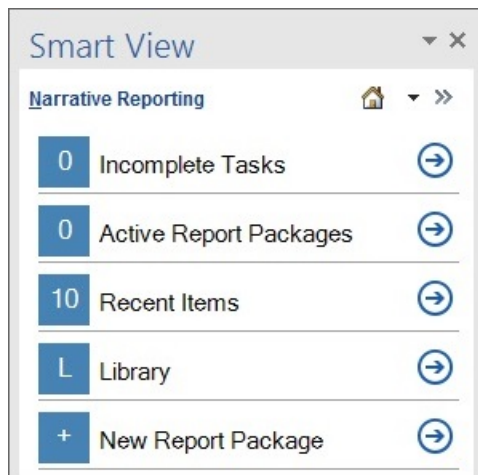 Smart View
Narrative Reporting
0 Incomplete Tasks
0 Active Report Packages
10 Recent Items
L Library
+ New Report Package